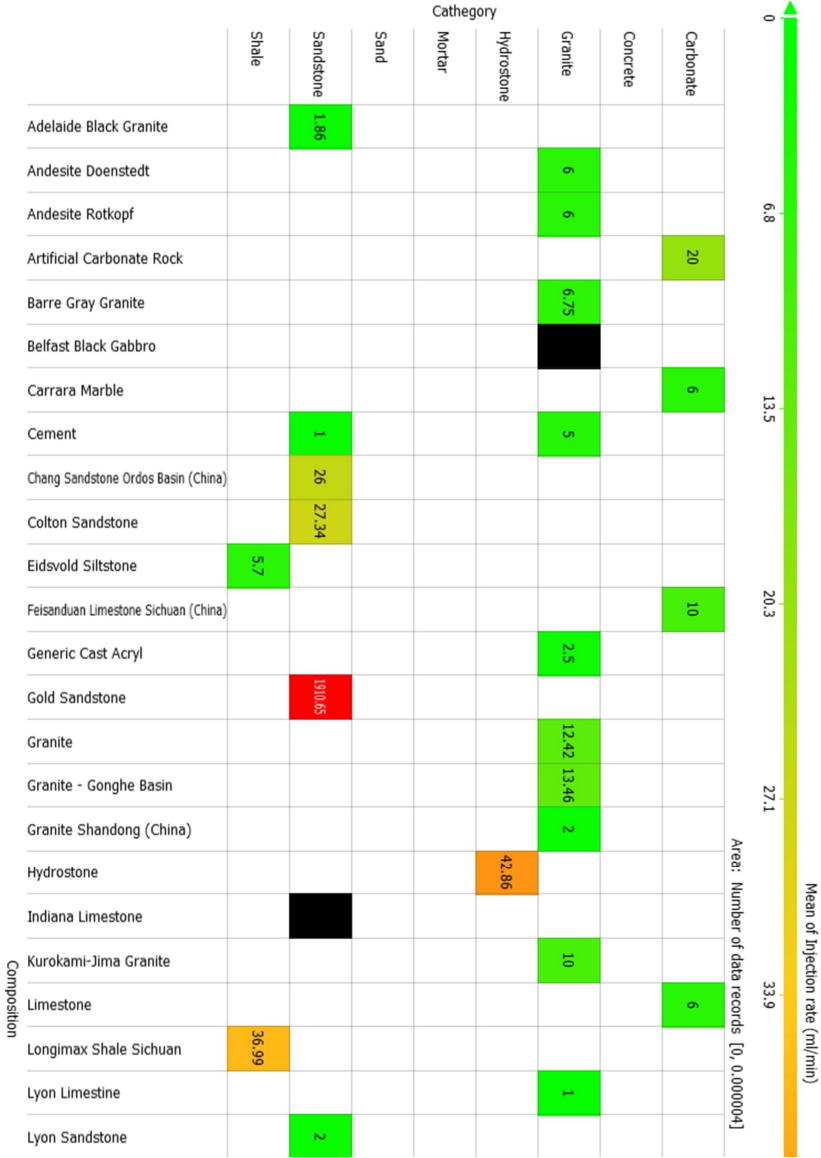 Cathegory
Shale
Sandstone
Sand
Mortar
Hydrostone
Granite
Concrete
Carbonate
Adelaide Black Granite 1.86
Andesite Doenstedt 6
Andesite Rotkopf 6
Artificial Carbonate Rock 20
Barre Gray Granite 6.75
Belfast Black Gabbro
Carrara Marble 6
Cement 1 5
Chang Sandstone Ordos Basin (China) 26
Colton Sandstone 27.34
Eidsvold Siltstone 5.7
Feisanduan Limestone Sichuan (China) 10
Generic Cast Acryl 2.5
Gold Sandstone 1910.65
Granite 12.42
Granite - Gonghe Basin 13.46
Granite Shandong (China) 2
Hydrostone 42.86
Indiana Limestone
Kurokami-Jima Granite 10
Limestone 6
Longimax Shale Sichuan 36.99
Lyon Limestine 1
Lyon Sandstone 2
Composition
Area: Number of data records [0, 0.000004]
0
6.8
13.5
20.3
27.1
33.9
Mean of Injection rate (ml/min)